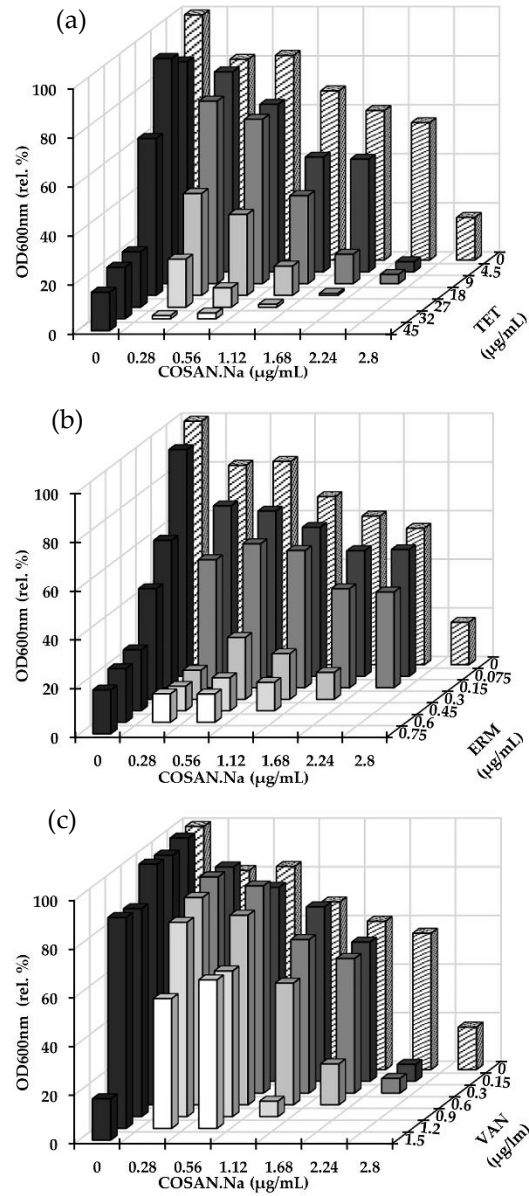 (a)
100
80
60
40
20
0
OD600nm (rel. %)
0 0.28 0.56 1.12 1.68 2.24 2.8
COSAN.Na (µg/mL)
0
4.5
9
18
27
32
45
TET
(µg/mL)
(b)
100
80
60
40
20
0
OD600nm (rel. %)
0 0.28 0.56 1.12 1.68 2.24 2.8
COSAN.Na (µg/mL)
0
0.075
0.15
0.3
0.45
0.6
0.75
ERM
(µg/mL)
(c)
100
80
60
40
20
0
OD600nm (rel. %)
0 0.28 0.56 1.12 1.68 2.24 2.8
COSAN.Na (µg/mL)
0
0.15
0.3
0.6
0.9
1.2
1.5
VAN
(µg/lm)